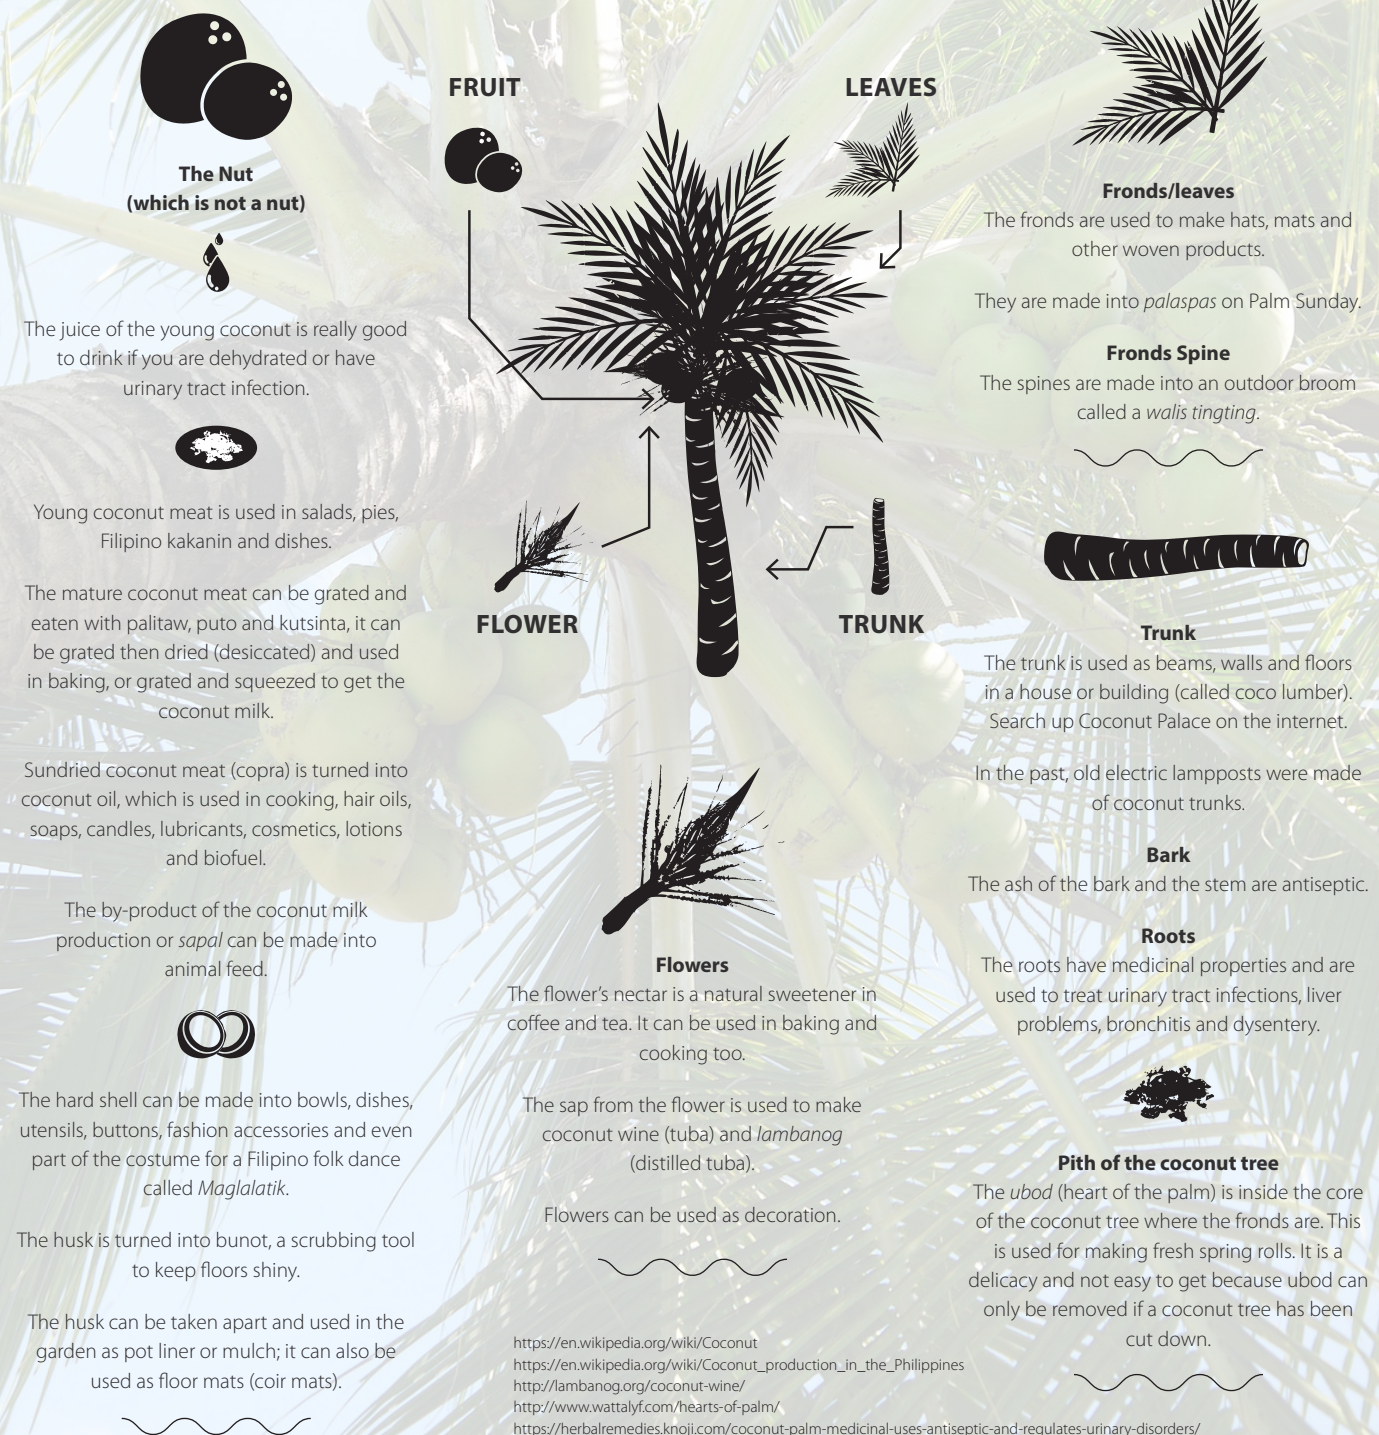 FRUIT
LEAVES
FLOWER
TRUNK
The Nut
(which is not a nut)
The juice of the young coconut is really good
to drink if you are dehydrated or have
urinary tract infection.
Young coconut meat is used in salads, pies,
Filipino kakanin and dishes.
The mature coconut meat can be grated and
eaten with palitaw, puto and kutsinta, it can
be grated then dried (desiccated) and used
in baking, or grated and squeezed to get the
coconut milk.
Sundried coconut meat (copra) is turned into
coconut oil, which is used in cooking, hair oils,
soaps, candles, lubricants, cosmetics, lotions
and biofuel.
The by-product of the coconut milk
production or sapal can be made into
animal feed.
The hard shell can be made into bowls, dishes,
utensils, buttons, fashion accessories and even
part of the costume for a Filipino folk dance
called Maglalatik.
The husk is turned into bunot, a scrubbing tool
to keep floors shiny.
The husk can be taken apart and used in the
garden as pot liner or mulch; it can also be
used as floor mats (coir mats).
Flowers
The flower's nectar is a natural sweetener in
coffee and tea. It can be used in baking and
cooking too.
The sap from the flower is used to make
coconut wine (tuba) and lambanog
(distilled tuba).
Flowers can be used as decoration.
https://en.wikipedia.org/wiki/Coconut
https://en.wikipedia.org/wiki/Coconut_production_in_the_Philippines
http://lambanog.org/coconut-wine/
http://www.wattalyf.com/hearts-of-palm/
https://herbalremedies.knoji.com/coconut-palm-medicinal-uses-antiseptic-and-regulates-urinary-disorders/
Fronds/leaves
The fronds are used to make hats, mats and
other woven products.
They are made into palaspas on Palm Sunday.
Fronds Spine
The spines are made into an outdoor broom
called a walis tingting.
Trunk
The trunk is used as beams, walls and floors
in a house or building (called coco lumber).
Search up Coconut Palace on the internet.
In the past, old electric lampposts were made
of coconut trunks.
Bark
The ash of the bark and the stem are antiseptic.
Roots
The roots have medicinal properties and are
used to treat urinary tract infections, liver
problems, bronchitis and dysentery.
Pith of the coconut tree
The ubod (heart of the palm) is inside the core
of the coconut tree where the fronds are. This
is used for making fresh spring rolls. It is a
delicacy and not easy to get because ubod can
only be removed if a coconut tree has been
cut down.